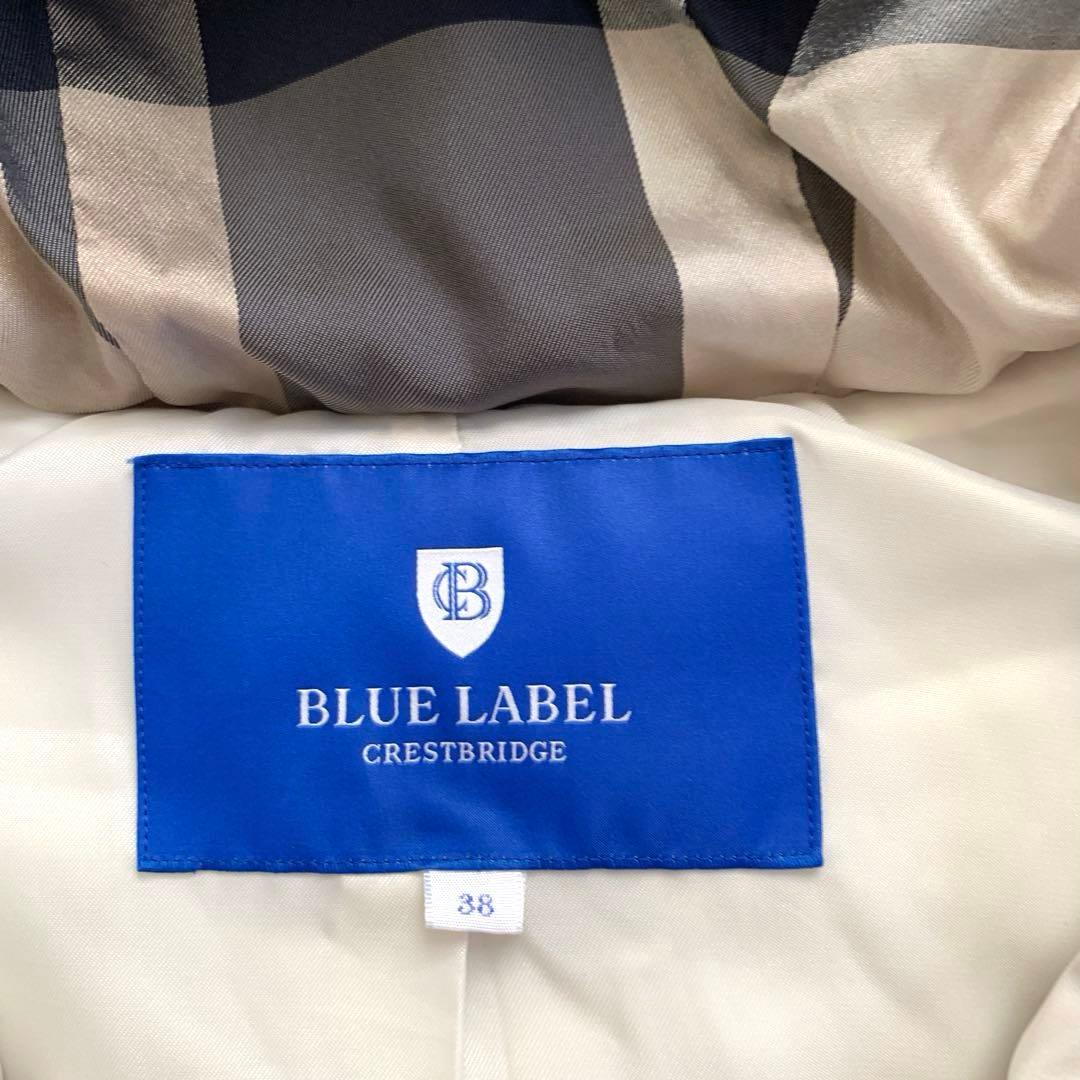 CB
BLUE LABEL
CRESTBRIDGE
38